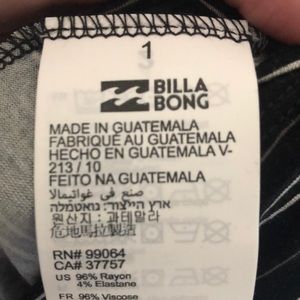 1
BILLA
BONG
MADE IN GUATEMALA
FABRIQUÉ AU GUATEMALA
HECHO EN GUATEMALA V-
213 / 10
FEITO NA GUATEMALA
صنع في غواتيمالا
ארץ הייצור: גואטמלה
원산지 : 과테말라
危地馬拉製造
RN# 99064
CA# 37757
US 96% Rayon
4% Elastane
FR 96% Viscose